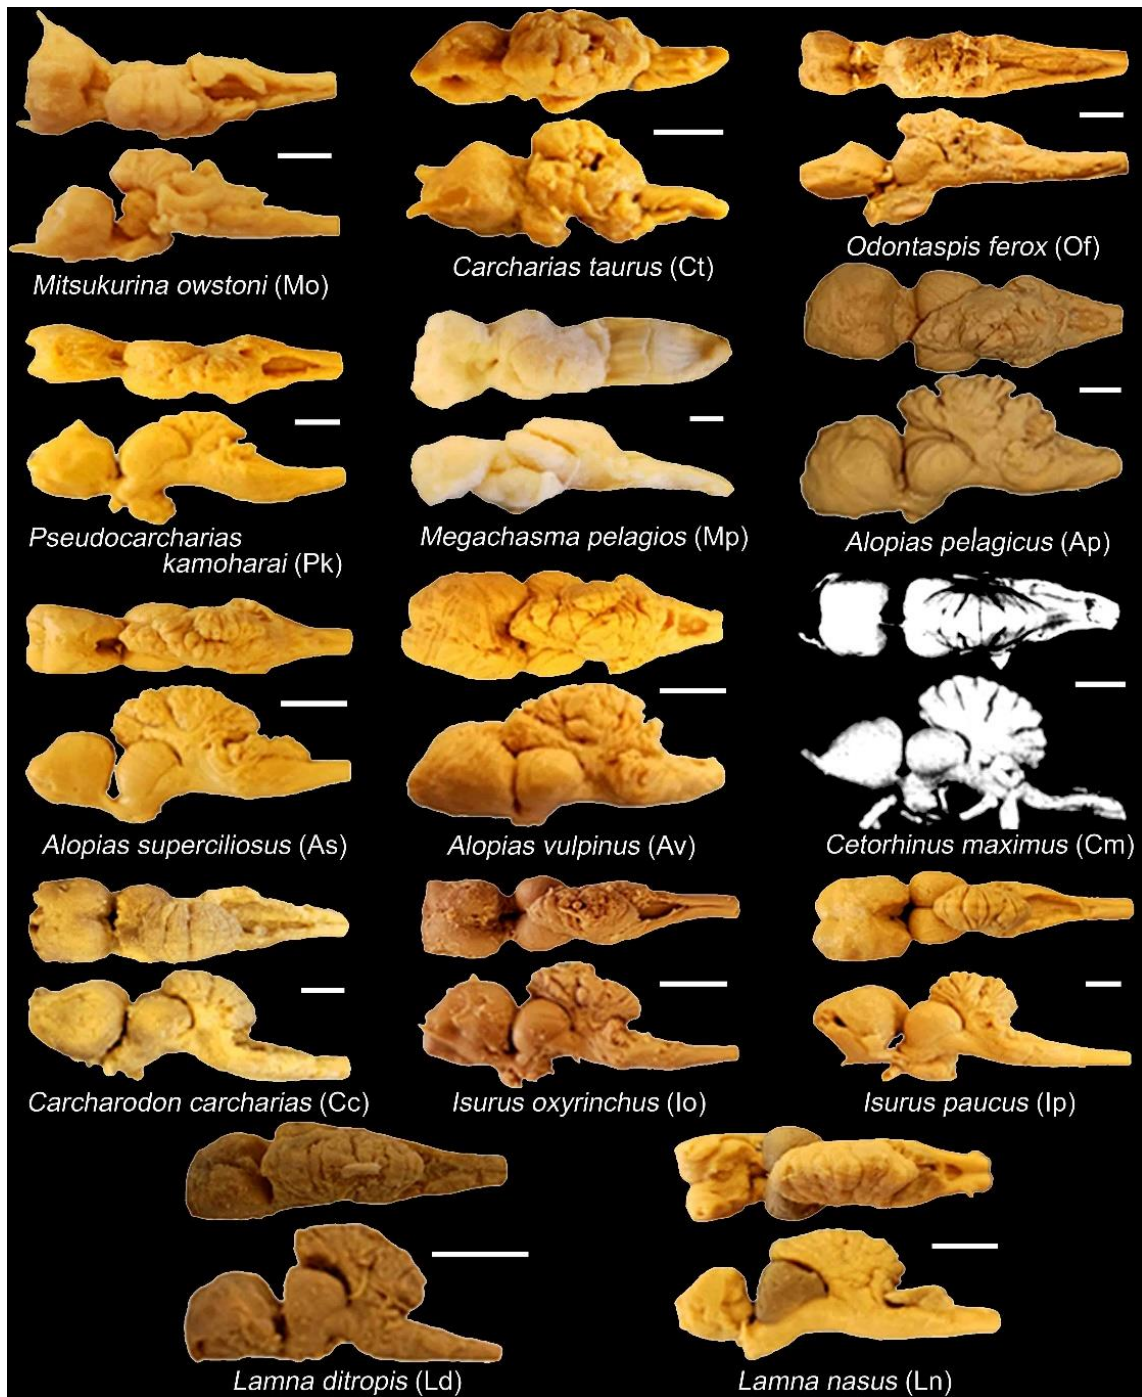 Mitsukurina owstoni (Mo)
Carcharias taurus (Ct)
Odontaspis ferox (Of)
Pseudocarcharias
kamoharai (Pk)
Megachasma pelagios (Mp)
Alopias pelagicus (Ap)
Alopias superciliosus (As)
Alopias vulpinus (Av)
Cetorhinus maximus (Cm)
Carcharodon carcharias (Cc)
Isurus oxyrinchus (Io)
Isurus paucus (Ip)
Lamna ditropis (Ld)
Lamna nasus (Ln)